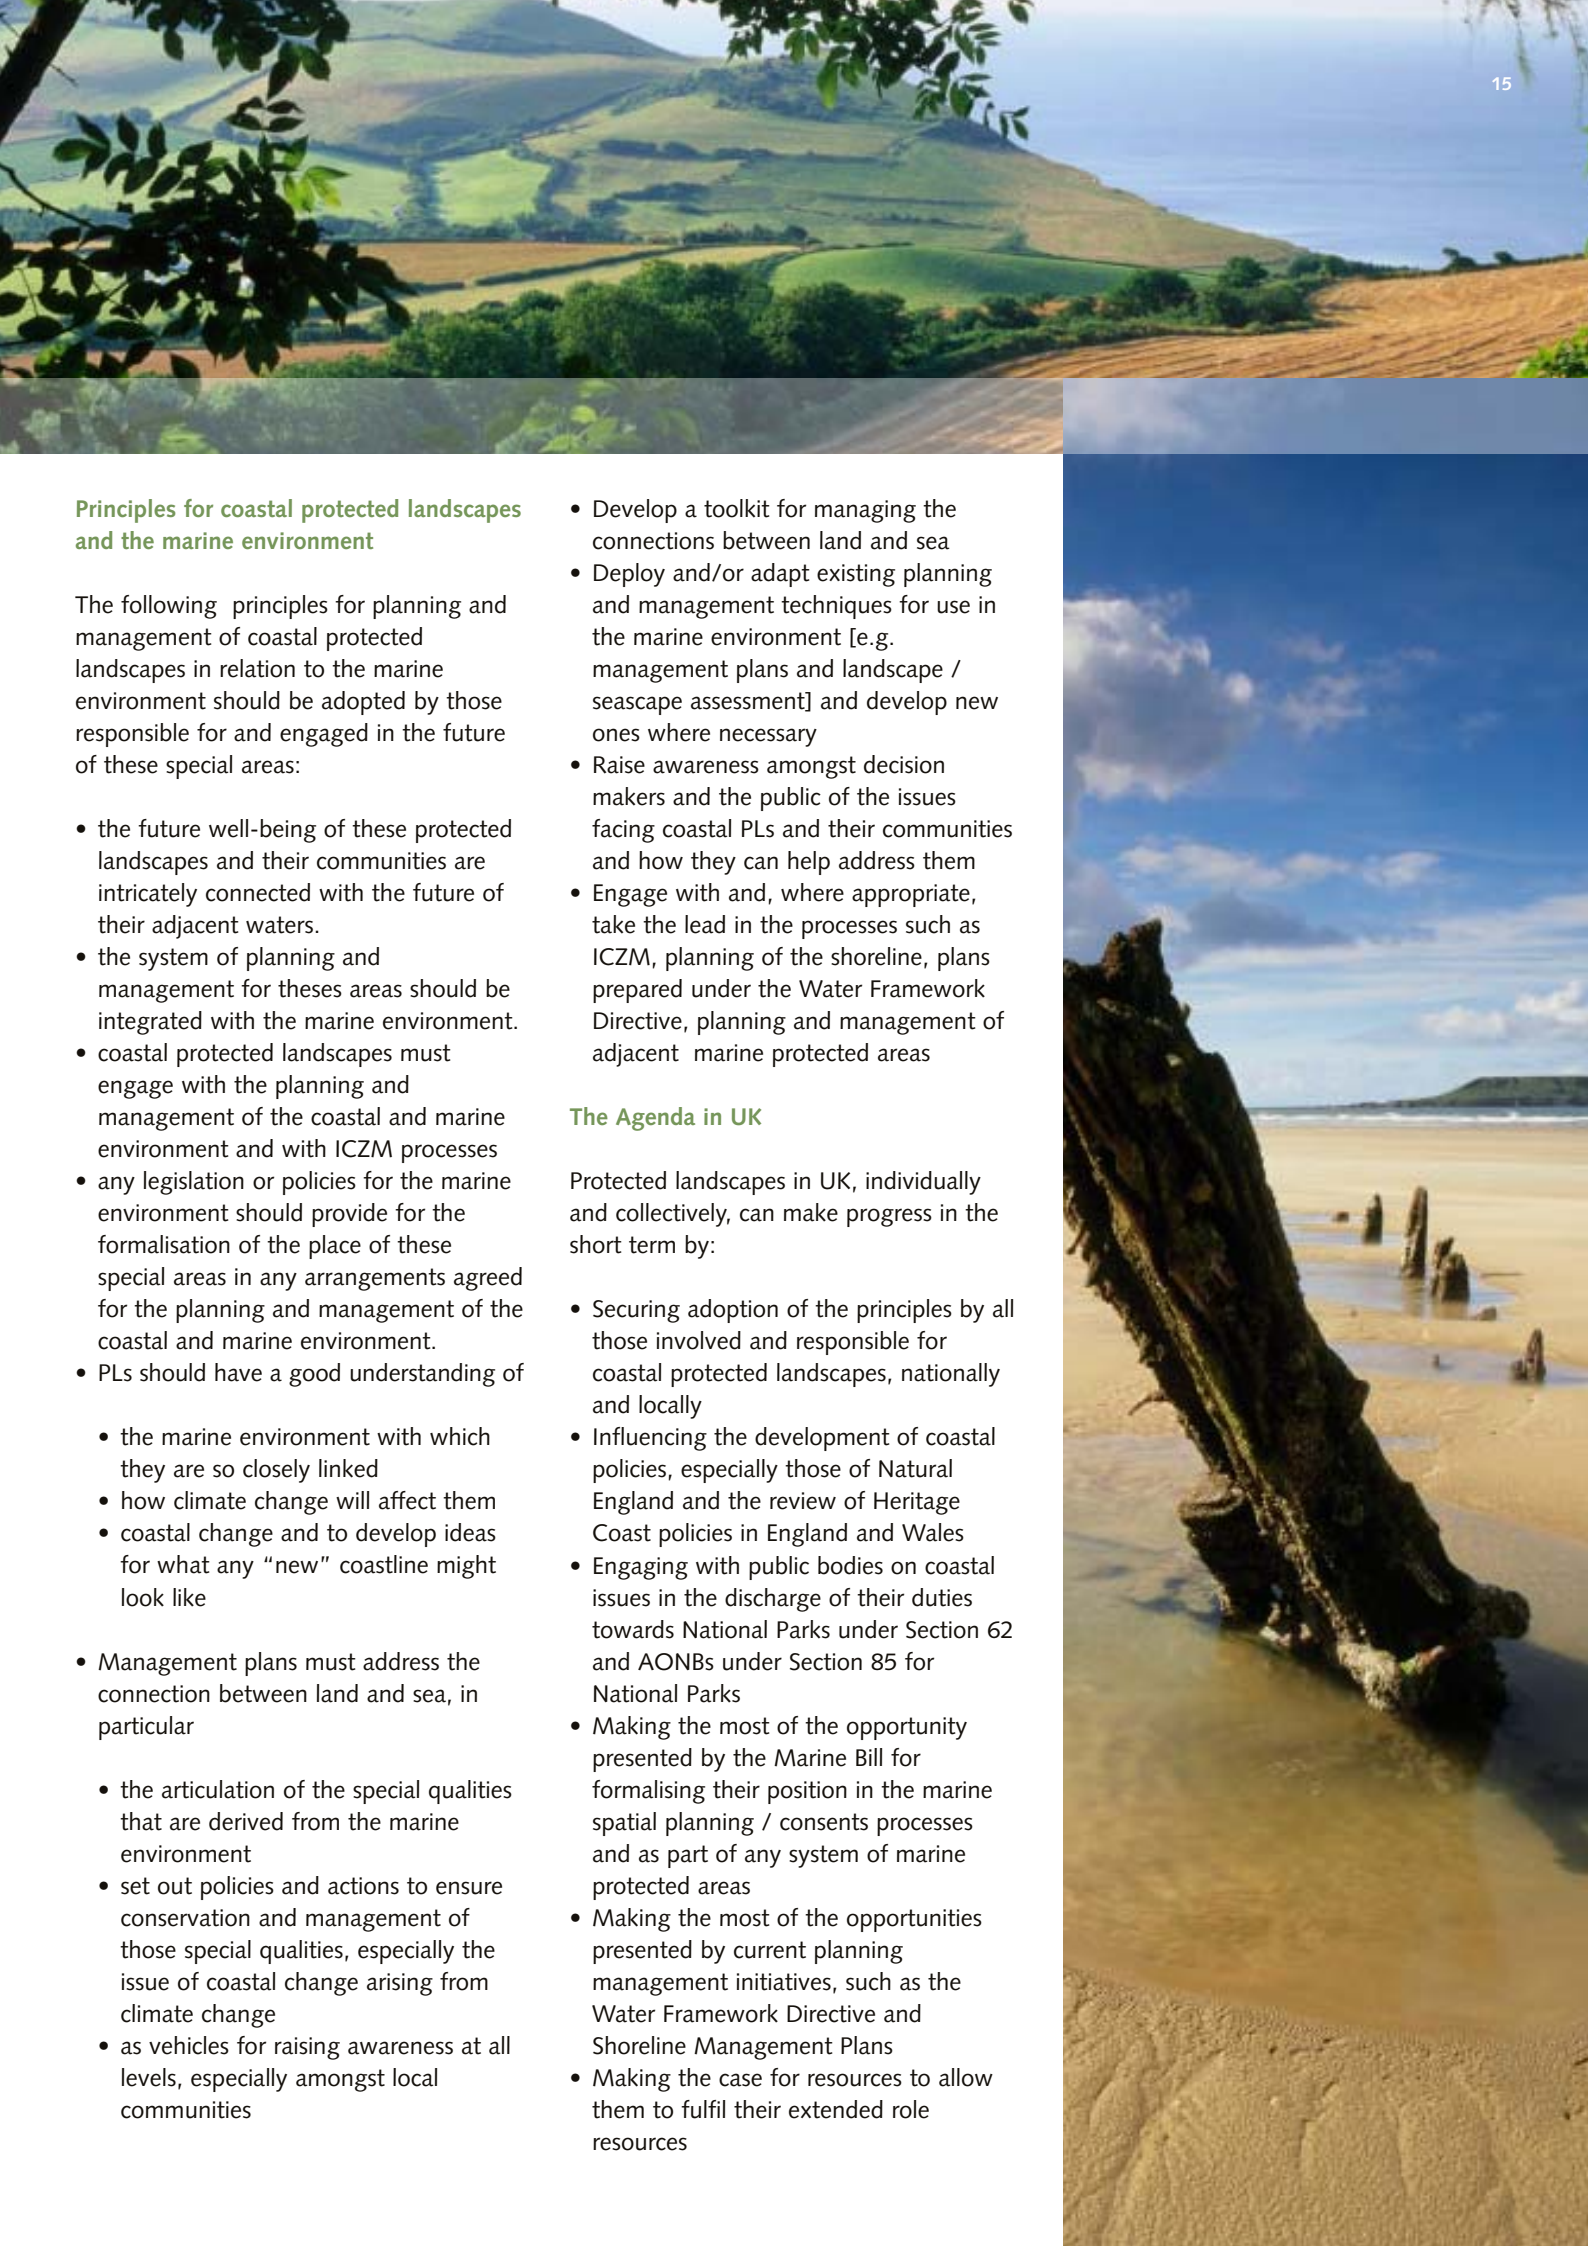 15
Principles for coastal protected landscapes
and the marine environment
The following  principles for planning and
management of coastal protected
landscapes in relation to the marine
environment should be adopted by those
responsible for and engaged in the future
of these special areas:
• the future well-being of these protected
landscapes and their communities are
intricately connected with the future of
their adjacent waters.
• the system of planning and
management for theses areas should be
integrated with the marine environment.
• coastal protected landscapes must
engage with the planning and
management of the coastal and marine
environment and with ICZM processes
• any legislation or policies for the marine
environment should provide for the
formalisation of the place of these
special areas in any arrangements agreed
for the planning and management of the
coastal and marine environment.
• PLs should have a good understanding of
• the marine environment with which
they are so closely linked
• how climate change will affect them
• coastal change and to develop ideas
for what any “new” coastline might
look like
• Management plans must address the
connection between land and sea, in
particular
• the articulation of the special qualities
that are derived from the marine
environment
• set out policies and actions to ensure
conservation and management of
those special qualities, especially the
issue of coastal change arising from
climate change
• as vehicles for raising awareness at all
levels, especially amongst local
communities
• Develop a toolkit for managing the
connections between land and sea
• Deploy and/or adapt existing planning
and management techniques for use in
the marine environment [e.g.
management plans and landscape /
seascape assessment] and develop new
ones where necessary
• Raise awareness amongst decision
makers and the public of the issues
facing coastal PLs and their communities
and how they can help address them
• Engage with and, where appropriate,
take the lead in the processes such as
ICZM, planning of the shoreline, plans
prepared under the Water Framework
Directive, planning and management of
adjacent  marine protected areas
The Agenda in UK
Protected landscapes in UK, individually
and collectively, can make progress in the
short term by:
• Securing adoption of the principles by all
those involved and responsible for
coastal protected landscapes, nationally
and locally
• Influencing the development of coastal
policies, especially those of Natural
England and the review of Heritage
Coast policies in England and Wales
• Engaging with public bodies on coastal
issues in the discharge of their duties
towards National Parks under Section 62
and AONBs under Section 85 for
National Parks
• Making the most of the opportunity
presented by the Marine Bill for
formalising their position in the marine
spatial planning / consents processes
and as part of any system of marine
protected areas
• Making the most of the opportunities
presented by current planning
management initiatives, such as the
Water Framework Directive and
Shoreline Management Plans
• Making the case for resources to allow
them to fulfil their extended role
resources